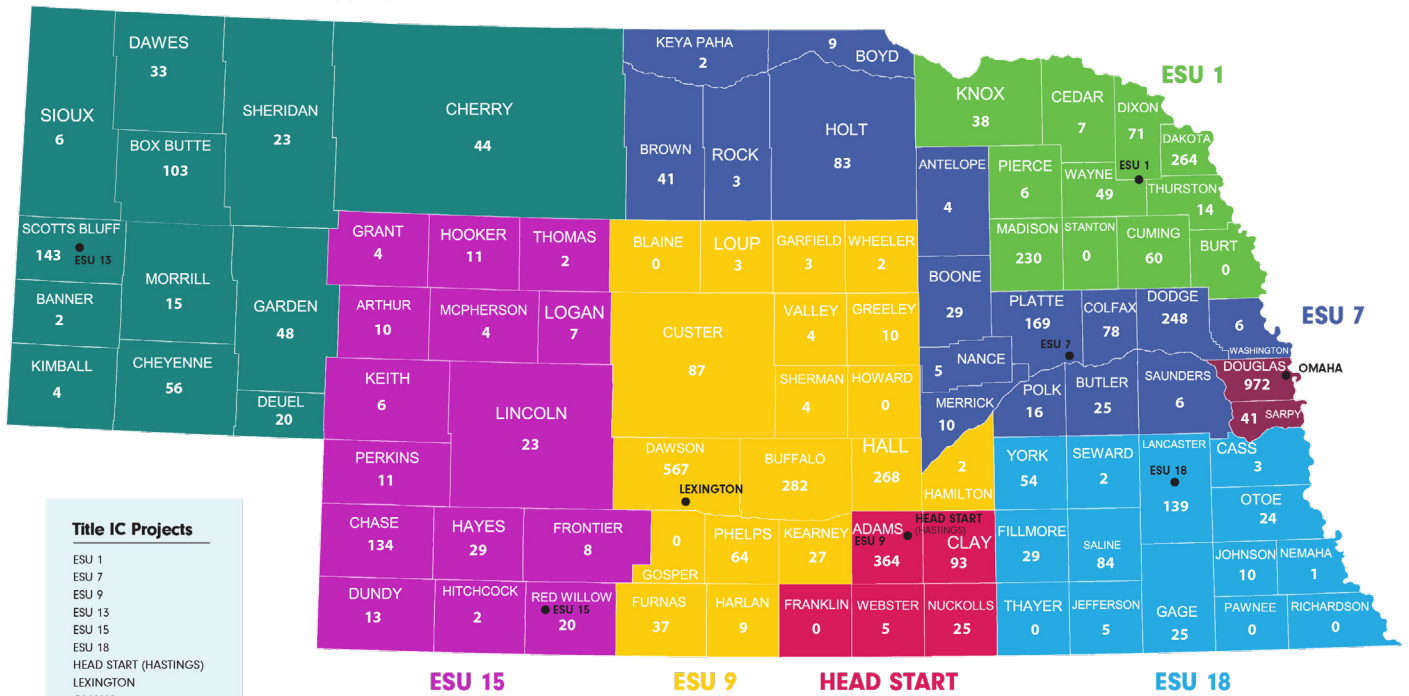 DAWES
33
KEYA PAHA
2
9
BOYD
ESU 1
SIOUX
6
SHERIDAN
23
CHERRY
44
BOX BUTTE
103
BROWN
41
ROCK
3
HOLT
83
KNOX
38
CEDAR
7
DIXON
71
DAKOTA
264
ESU 1
ANTELOPE
4
PIERCE
6
WAYNE
49
THURSTON
14
SCOTTS BLUFF
143
ESU 13
GRANT
4
HOOKER
11
THOMAS
2
BLAINE
0
LOUP
3
GARFIELD
3
WHEELER
2
MADISON
230
STANTON
0
CUMING
60
BURT
0
BANNER
2
MORRILL
15
GARDEN
48
ARTHUR
10
MCPHERSON
4
LOGAN
7
CUSTER
87
VALLEY
4
GREELEY
10
BOONE
29
PLATTE
169
ESU 7
COLFAX
78
DODGE
248
6
WASHINGTON
ESU 7
KIMBALL
4
CHEYENNE
56
DEUEL
20
KEITH
6
LINCOLN
23
SHERMAN
4
HOWARD
0
5
NANCE
MERRICK
10
POLK
16
BUTLER
25
SAUNDERS
6
DOUGLAS
972
OMAHA
41 SARPY
PERKINS
11
DAWSON
567
LEXINGTON
BUFFALO
282
HALL
268
2
HAMILTON
YORK
54
SEWARD
2
LANCASTER
ESU 18
139
CASS
3
OTOE
24
CHASE
134
HAYES
29
FRONTIER
8
0
GOSPER
PHELPS
64
KEARNEY
27
ADAMS
ESU 9
364
HEAD START
(HASTINGS)
CLAY
93
FILLMORE
29
SALINE
84
JOHNSON
10
NEMAHA
1
DUNDY
13
HITCHCOCK
2
RED WILLOW
ESU 15
20
FURNAS
37
HARLAN
9
FRANKLIN
0
WEBSTER
5
NUCKOLLS
25
THAYER
0
JEFFERSON
5
GAGE
25
PAWNEE
0
RICHARDSON
0
Title IC Projects
ESU 1
ESU 7
ESU 9
ESU 13
ESU 15
ESU 18
HEAD START (HASTINGS)
LEXINGTON
ESU 15
ESU 9
HEAD START
ESU 18